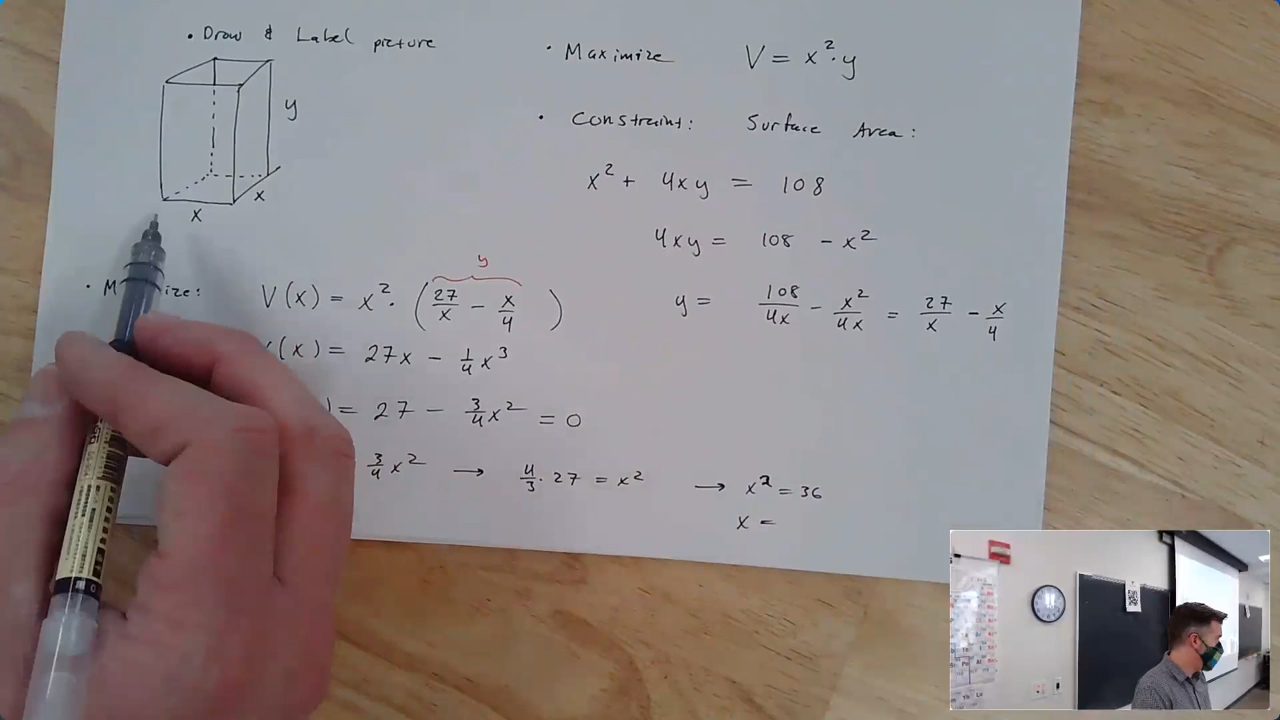 • Draw & Label picture
y
x
x
• Maximize V = x²·y
• Constraint: Surface Area:
x² + 4xy = 108
4xy = 108 - x²
y = 108/4x - x²/4x = 27/x - x/4
y
V(x) = x²·(27/x - x/4)
(x) = 27x - 1/4 x³
) = 27 - 3/4 x² = 0
3/4 x² → 4/3 · 27 = x² → x² = 36
x =